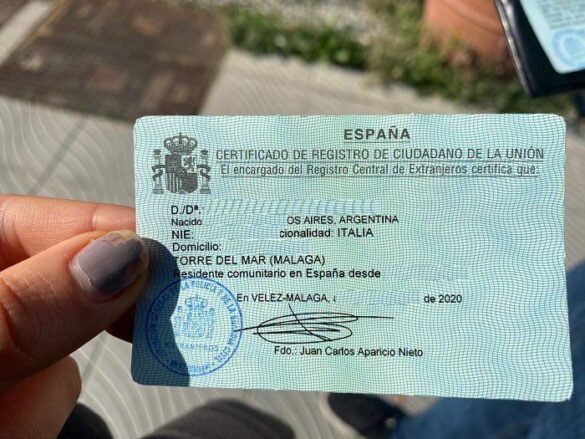 ESPAÑA
CERTIFICADO DE REGISTRO DE CIUDADANO DE LA UNIÓN
El encargado del Registro Central de Extranjeros certifica que:
D./Dª.
Nacido OS AIRES, ARGENTINA
NIE: cionalidad: ITALIA
Domicilio:
TORRE DEL MAR (MALAGA)
Residente comunitario en España desde
En VELEZ-MALAGA, de 2020
Fdo.: Juan Carlos Aparicio Nieto